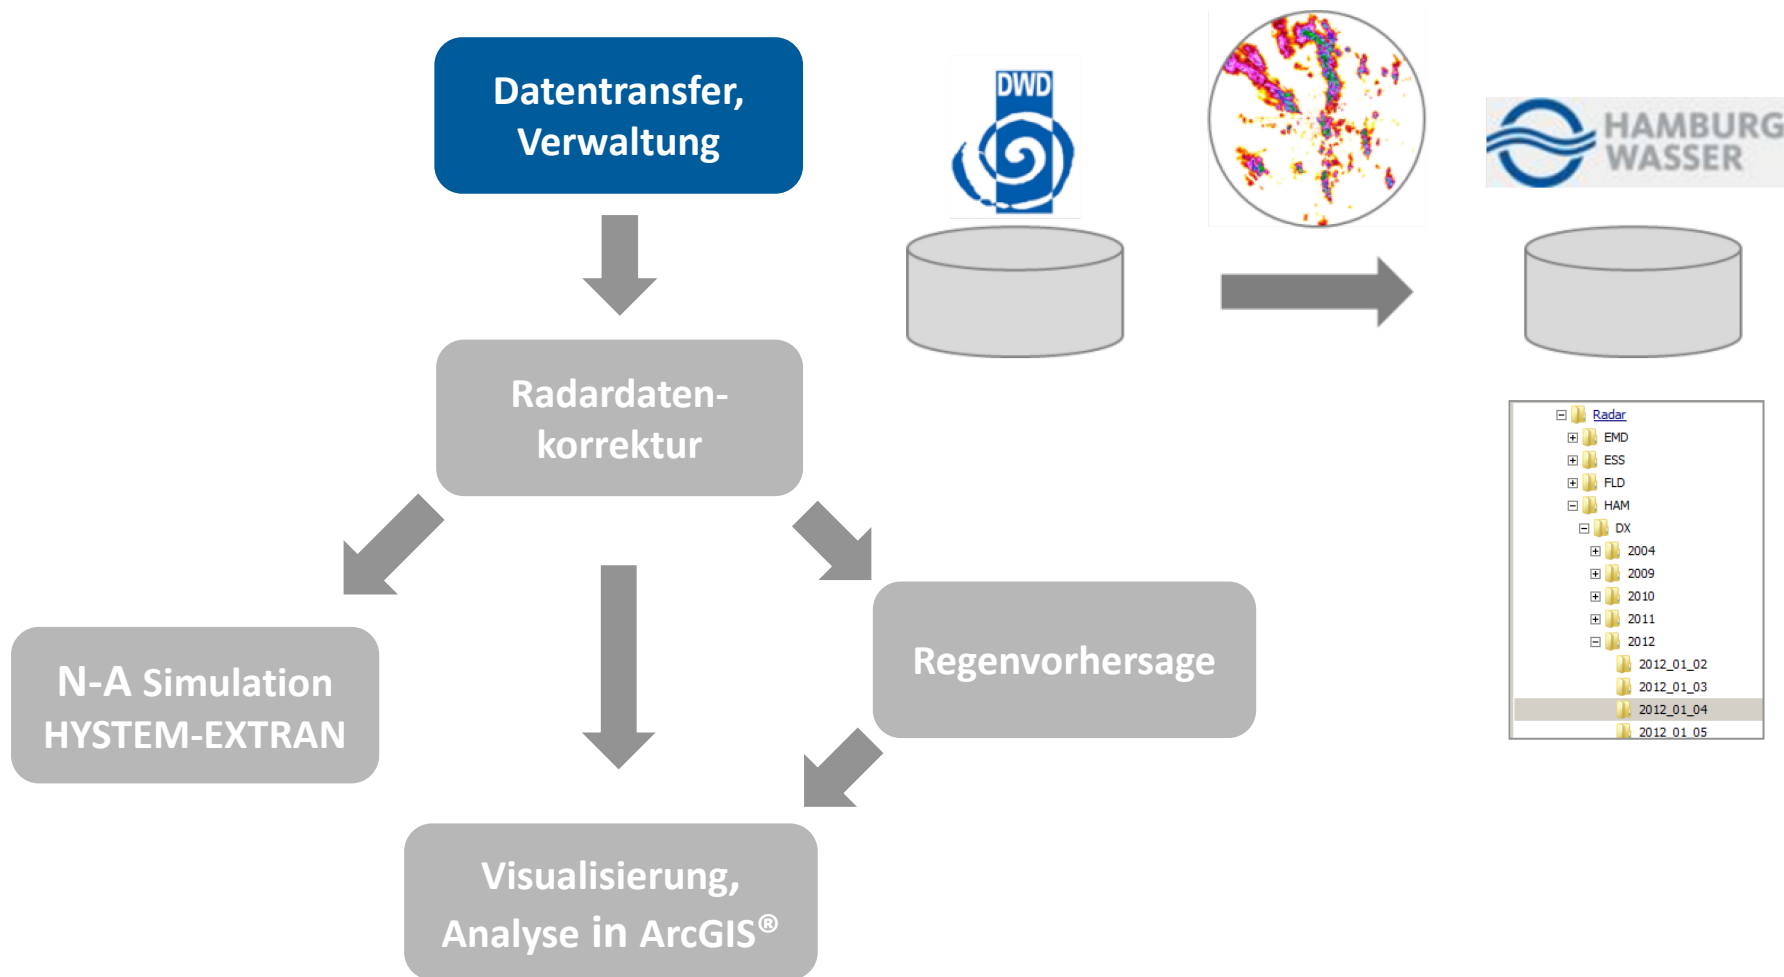 Datentransfer,
Verwaltung
Radardaten-
korrektur
N-A Simulation
HYSTEM-EXTRAN
Regenvorhersage
Visualisierung,
Analyse in ArcGIS®
DWD
HAMBURG
WASSER
Radar
EMD
ESS
FLD
HAM
DX
2004
2009
2010
2011
2012
2012_01_02
2012_01_03
2012_01_04
2012_01_05